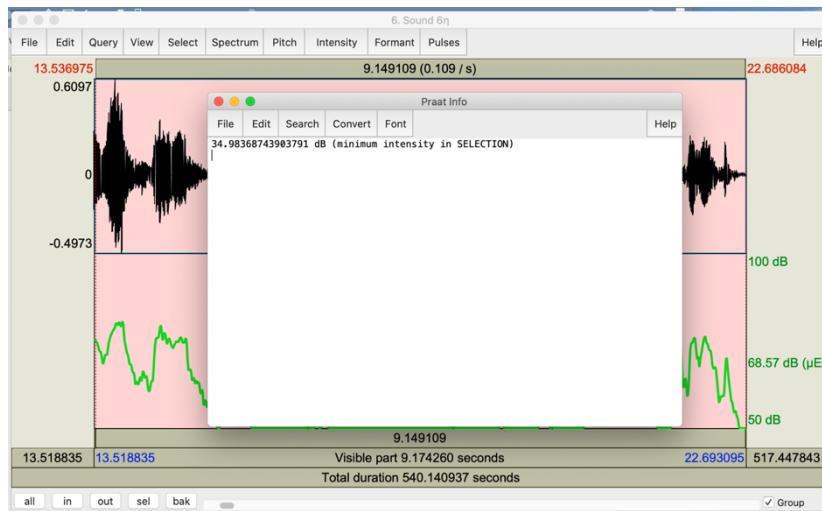 6. Sound 6η
File Edit Query View Select Spectrum Pitch Intensity Formant Pulses Help
13.536975 9.149109 (0.109 / s) 22.686084
0.6097
Praat Info
File Edit Search Convert Font Help
34.98368743903791 dB (minimum intensity in SELECTION)
0
-0.4973
100 dB
68.57 dB (µE
50 dB
9.149109
13.518835 13.518835 Visible part 9.174260 seconds 22.693095 517.447843
Total duration 540.140937 seconds
all in out sel bak Group